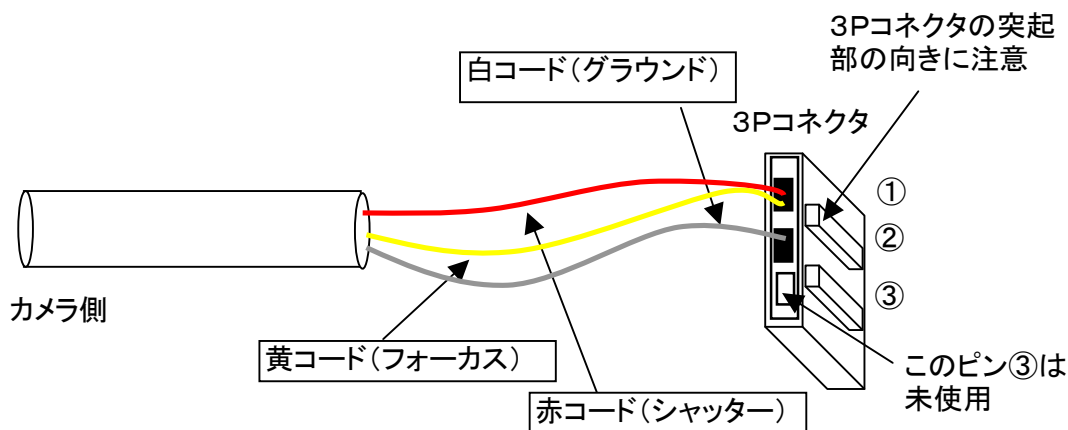 3Pコネクタの突起
部の向きに注意
白コード(グラウンド)
3Pコネクタ
①
②
③
カメラ側
黄コード(フォーカス)
赤コード(シャッター)
このピン③は
未使用